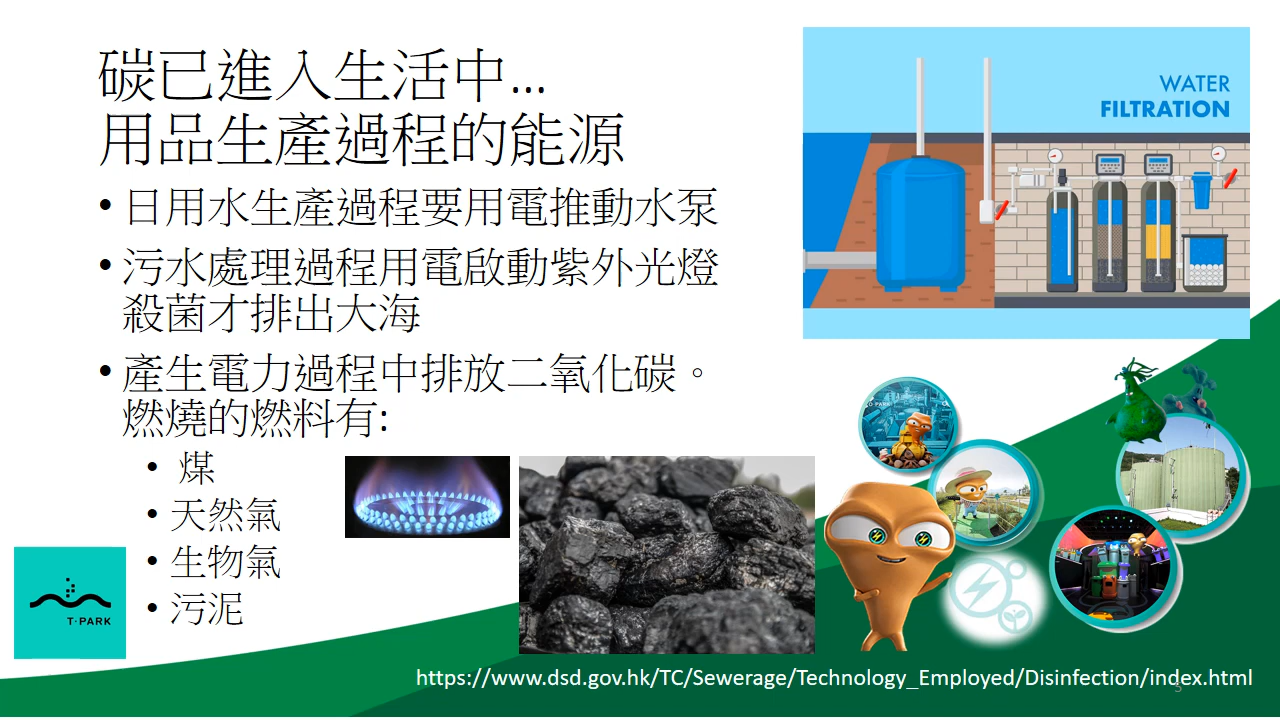 碳已進入生活中…
用品生產過程的能源
• 日用水生產過程要用電推動水泵
• 污水處理過程用電啟動紫外光燈
殺菌才排出大海
• 產生電力過程中排放二氧化碳。
燃燒的燃料有:
• 煤
• 天然氣
• 生物氣
• 污泥
WATER
FILTRATION
T·PARK
https://www.dsd.gov.hk/TC/Sewerage/Technology_Employed/Disinfection/index.html
5